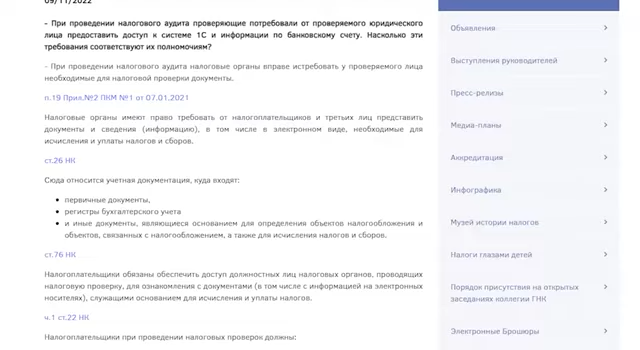 09/11/2022
- При проведении налогового аудита проверяющие потребовали от проверяемого юридического
лица предоставить доступ к системе 1С и информации по банковскому счету. Насколько эти
требования соответствуют их полномочиям?
- При проведении налогового аудита налоговые органы вправе истребовать у проверяемого лица
необходимые для налоговой проверки документы.
п.19 Прил.№2 ПКМ №1 от 07.01.2021
Налоговые органы имеют право требовать от налогоплательщиков и третьих лиц представить
документы и сведения (информацию), в том числе в электронном виде, необходимые для
исчисления и уплаты налогов и сборов.
ст.26 НК
Сюда относится учетная документация, куда входят:
первичные документы,
регистры бухгалтерского учета
и иные документы, являющиеся основанием для определения объектов налогообложения и
объектов, связанных с налогообложением, а также для исчисления налогов и сборов.
ст.76 НК
Налогоплательщики обязаны обеспечить доступ должностных лиц налоговых органов, проводящих
налоговую проверку, для ознакомления с документами (в том числе с информацией на электронных
носителях), служащими основанием для исчисления и уплаты налогов.
ч.1 ст.22 НК
Налогоплательщики при проведении налоговых проверок должны:
Объявления
Выступления руководителей
Пресс-релизы
Медиа-планы
Аккредитация
Инфографика
Музей истории налогов
Налоги глазами детей
Порядок присутствия на открытых
заседаниях коллегии ГНК
Электронные Брошюры